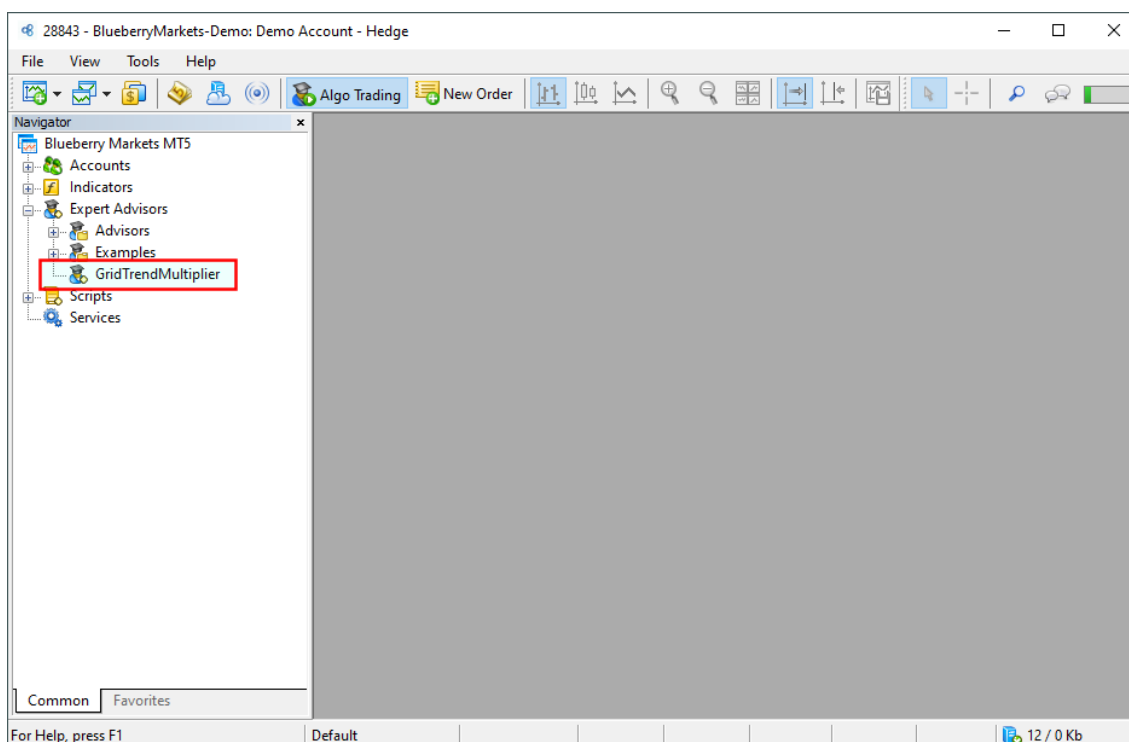 28843 - BlueberryMarkets-Demo: Demo Account - Hedge
File View Tools Help
Algo Trading New Order
Navigator
Blueberry Markets MT5
Accounts
Indicators
Expert Advisors
Advisors
Examples
GridTrendMultiplier
Scripts
Services
Common Favorites
For Help, press F1 Default 12 / 0 Kb